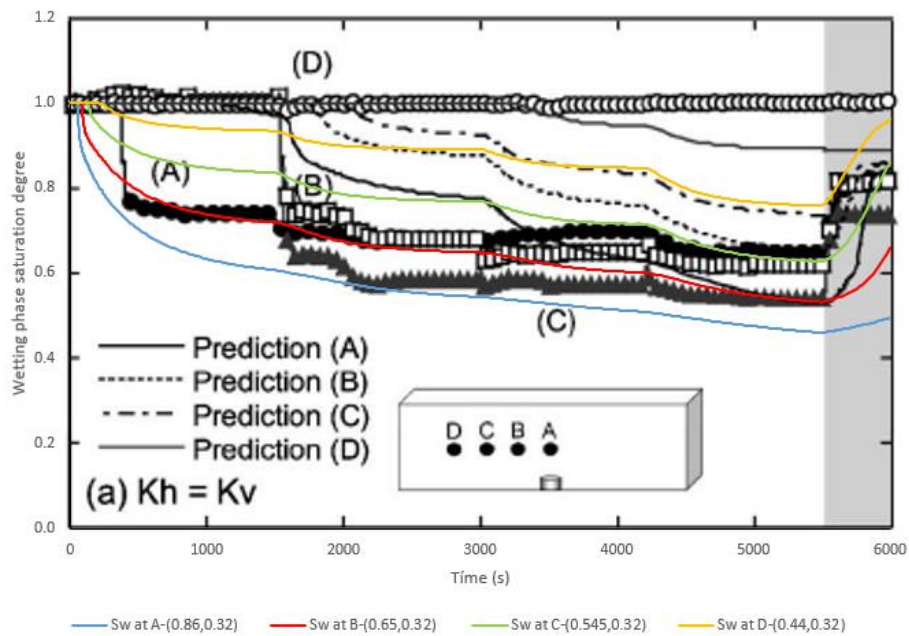 1.2
1.0
0.8
0.6
0.4
0.2
0.0
Wetting phase saturation degree
(D)
(A)
(B)
(C)
Prediction (A)
Prediction (B)
Prediction (C)
Prediction (D)
D C B A
(a) Kh = Kv
0 1000 2000 3000 4000 5000 6000
Tíme (s)
Sw at A-(0.86,0.32) Sw at B-(0.65,0.32) Sw at C-(0.545,0.32) Sw at D-(0.44,0.32)